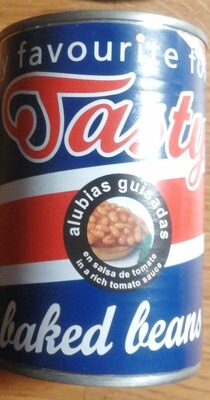 y favourite fo
Tasty
alubias guisadas
en salsa de tomate
in a rich tomato sauce
baked beans